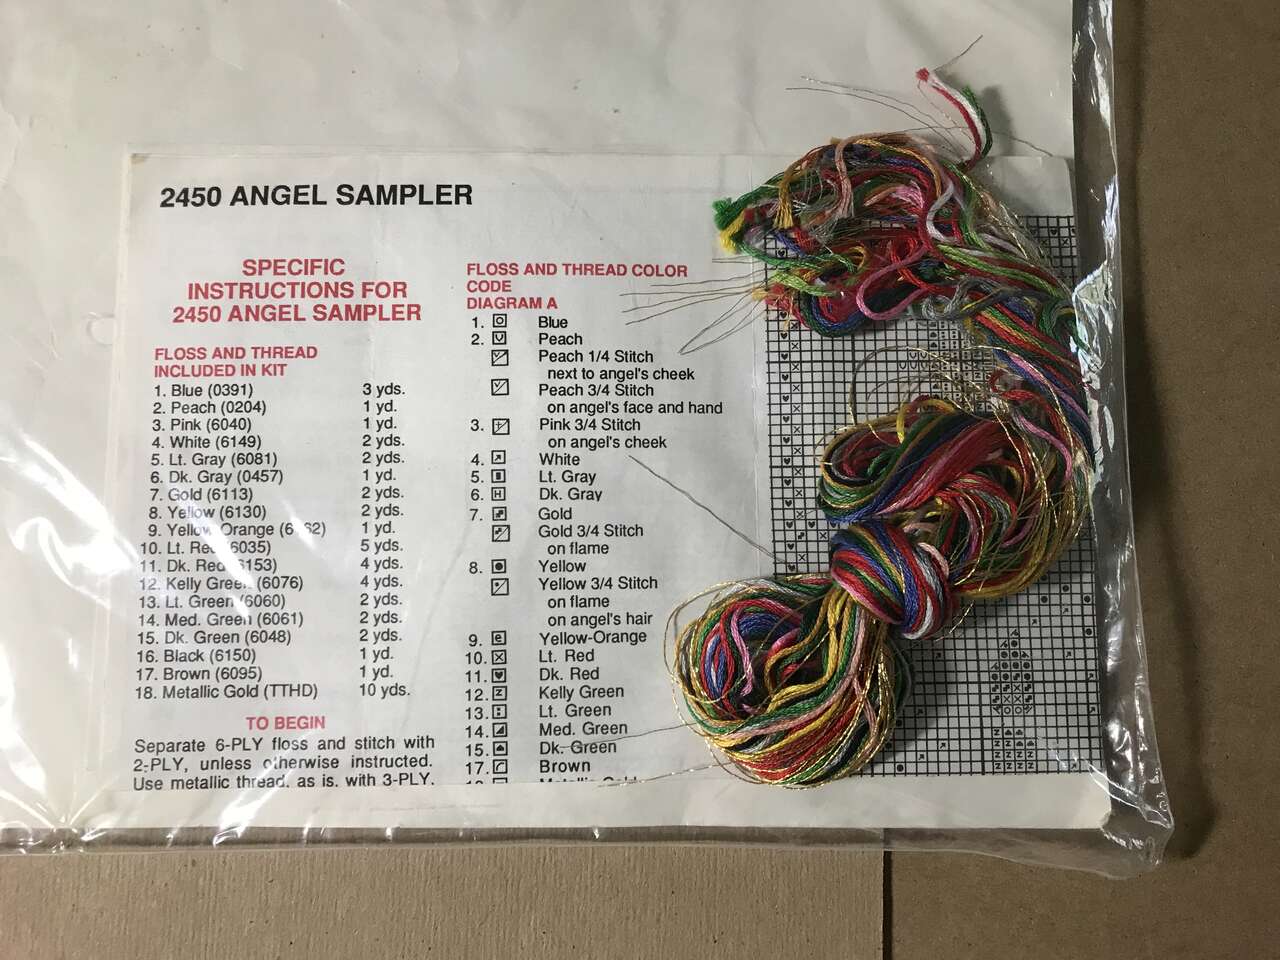 2450 ANGEL SAMPLER
SPECIFIC
INSTRUCTIONS FOR
2450 ANGEL SAMPLER
FLOSS AND THREAD
INCLUDED IN KIT
1. Blue (0391) 3 yds.
2. Peach (0204) 1 yd.
3. Pink (6040) 1 yd.
4. White (6149) 2 yds.
5. Lt. Gray (6081) 2 yds.
6. Dk. Gray (0457) 1 yd.
7. Gold (6113) 2 yds.
8. Yellow (6130) 2 yds.
9. Yellow Orange 1 yd.
10. Lt. Red (6035) 5 yds.
11. Dk. Red (6153) 4 yds.
12. Kelly Green (6076) 4 yds.
13. Lt. Green (6060) 2 yds.
14. Med. Green (6061) 2 yds.
15. Dk. Green (6048) 2 yds.
16. Black (6150) 1 yd.
17. Brown (6095) 1 yd.
18. Metallic Gold (TTHD) 10 yds.
TO BEGIN
Separate 6-PLY floss and stitch with
2-PLY, unless otherwise instructed.
Use metallic thread, as is, with 3-PLY.
FLOSS AND THREAD COLOR
CODE
DIAGRAM A
1. Blue
2. Peach
Peach 1/4 Stitch
next to angel's cheek
Peach 3/4 Stitch
on angel's face and hand
3. Pink 3/4 Stitch
on angel's cheek
4. White
5. Lt. Gray
6. H Dk. Gray
7. Gold
Gold 3/4 Stitch
on flame
8. Yellow
Yellow 3/4 Stitch
on flame
on angel's hair
9. e Yellow-Orange
10. Lt. Red
11. Dk. Red
12. Z Kelly Green
13. Lt. Green
14. Med. Green
15. Dk. Green
17. Brown